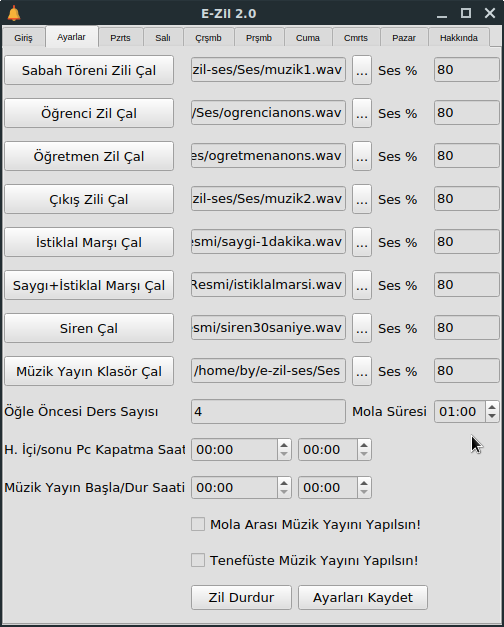 E-Zil 2.0
Giriş Ayarlar Pzrts Salı Çrşmb Prşmb Cuma Cmrts Pazar Hakkında
Sabah Töreni Zili Çal zil-ses/Ses/muzik1.wav ... Ses % 80
Öğrenci Zil Çal /Ses/ogrencianons.wav ... Ses % 80
Öğretmen Zil Çal es/ogretmenanons.wav ... Ses % 80
Çıkış Zili Çal zil-ses/Ses/muzik2.wav ... Ses % 80
İstiklal Marşı Çal esmi/saygi-1dakika.wav ... Ses % 80
Saygı+İstiklal Marşı Çal Resmi/istiklalmarsi.wav ... Ses % 80
Siren Çal esmi/siren30saniye.wav ... Ses % 80
Müzik Yayın Klasör Çal /home/by/e-zil-ses/Ses ... Ses % 80
Öğle Öncesi Ders Sayısı 4 Mola Süresi 01:00
H. İçi/sonu Pc Kapatma Saat 00:00 00:00
Müzik Yayın Başla/Dur Saati 00:00 00:00
Mola Arası Müzik Yayını Yapılsın!
Tenefüste Müzik Yayını Yapılsın!
Zil Durdur Ayarları Kaydet